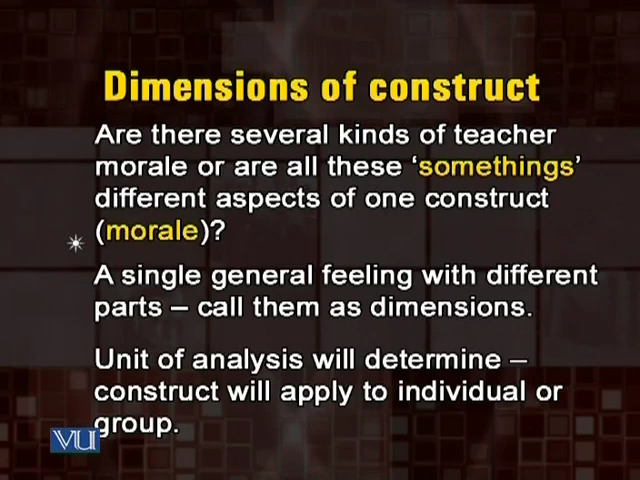 Dimensions of construct
Are there several kinds of teacher
morale or are all these ‘somethings’
different aspects of one construct
(morale)?
A single general feeling with different
parts – call them as dimensions.
Unit of analysis will determine –
construct will apply to individual or
group.
VU